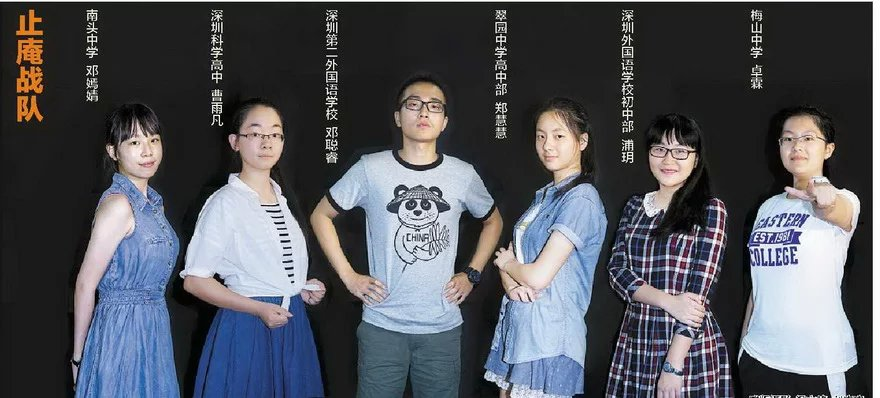 止庵战队
南头中学 邓嫣婧
深圳科学高中 曹雨凡
深圳第二外国语学校 邓聪睿
翠园中学高中部 郑慧慧
深圳外国语学校初中部 浦玥
梅山中学 卓霖
CHINA
EASTERN
EST.1981
COLLEGE